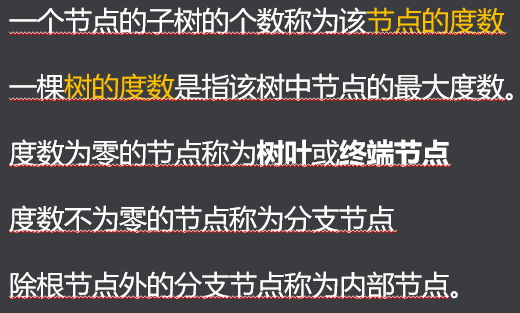 一个节点的子树的个数称为该节点的度数
一棵树的度数是指该树中节点的最大度数。
度数为零的节点称为树叶或终端节点
度数不为零的节点称为分支节点
除根节点外的分支节点称为内部节点。